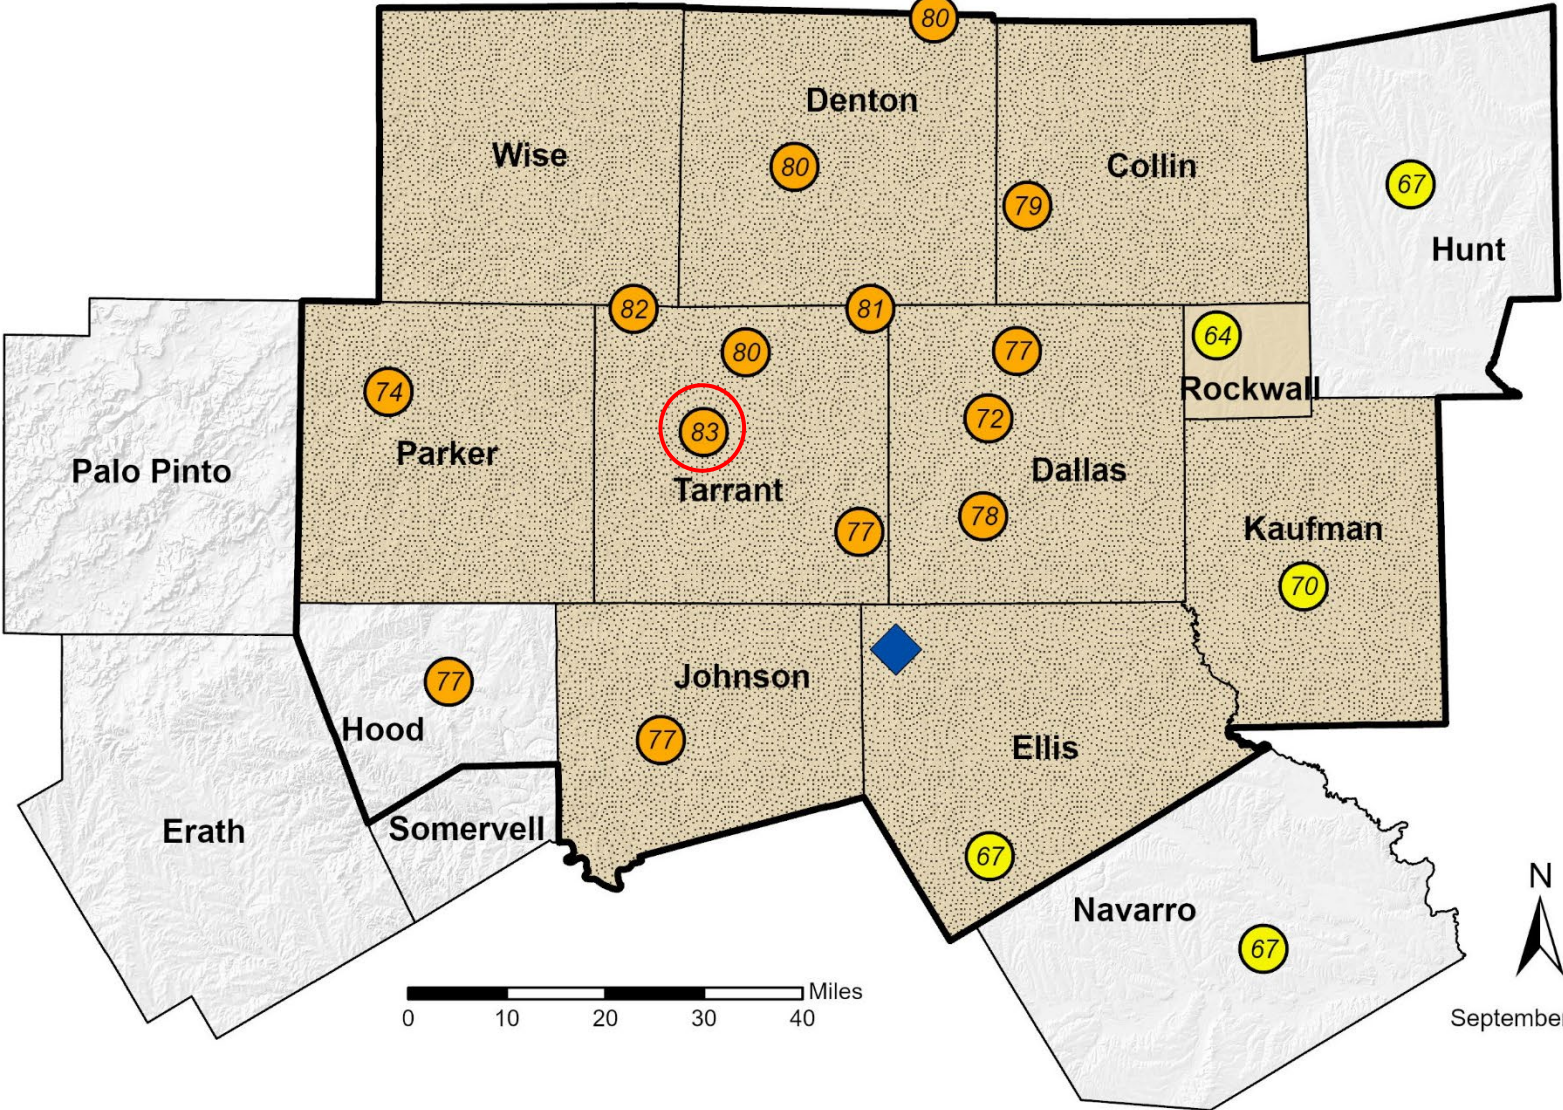 80
Denton
Wise
80
Collin
67
79
Hunt
82
81
80
77
64
74
Rockwall
83
72
Parker
Palo Pinto
Tarrant
Dallas
77
78
Kaufman
70
77
Johnson
Hood
77
Ellis
Erath
Somervell
67
Navarro
67
N
Miles
0 10 20 30 40
September